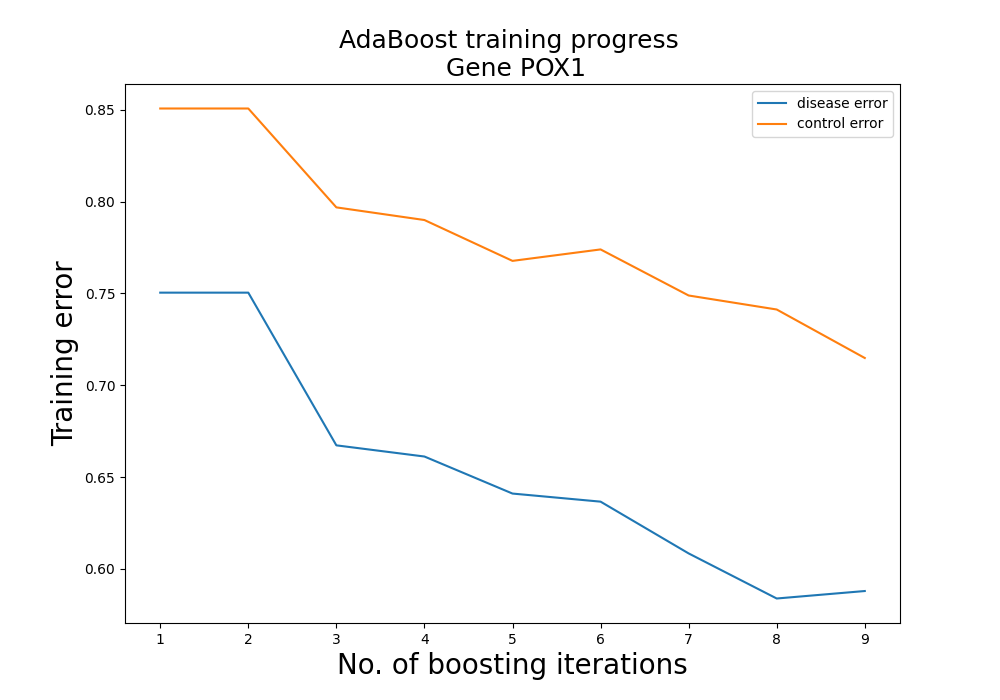 AdaBoost training progress
Gene POX1
disease error
control error
Training error
0.85
0.80
0.75
0.70
0.65
0.60
1 2 3 4 5 6 7 8 9
No. of boosting iterations